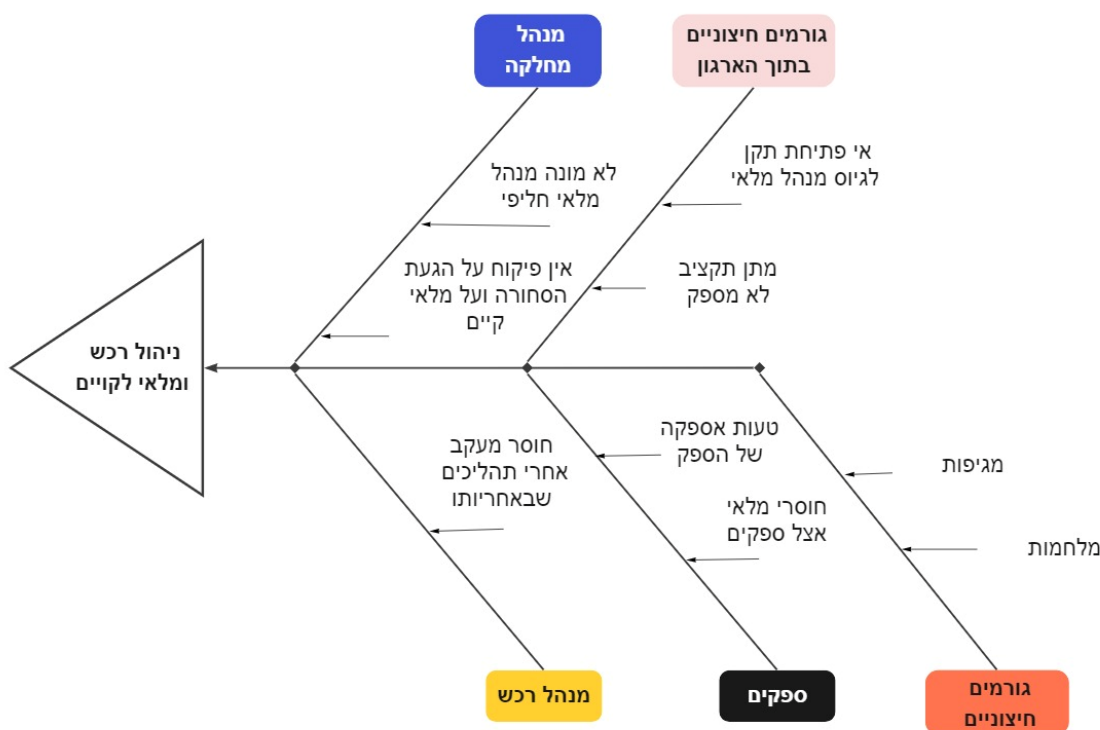 גורמים חיצוניים
בתוך הארגון
מנהל
מחלקה
אי פתיחת תקן
לגיוס מנהל מלאי
מתן תקציב
לא מספק
לא מונה מנהל
מלאי חליפי
אין פיקוח על הגעת
הסחורה ועל מלאי
קיים
ניהול רכש
ומלאי לקויים
מגיפות
מלחמות
טעות אספקה
של הספק
חוסרי מלאי
אצל ספקים
חוסר מעקב
אחרי תהליכים
שבאחריותו
גורמים
חיצוניים
ספקים
מנהל רכש